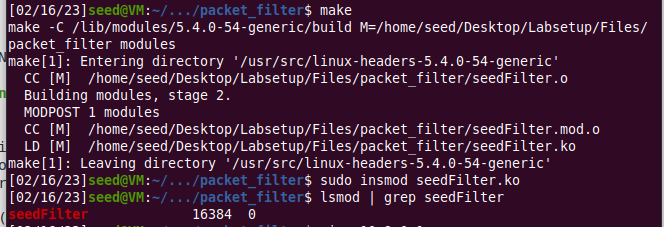 [02/16/23]seed@VM:~/.../packet_filter$ make
make -C /lib/modules/5.4.0-54-generic/build M=/home/seed/Desktop/Labsetup/Files/
packet_filter modules
make[1]: Entering directory '/usr/src/linux-headers-5.4.0-54-generic'
  CC [M]  /home/seed/Desktop/Labsetup/Files/packet_filter/seedFilter.o
  Building modules, stage 2.
  MODPOST 1 modules
  CC [M]  /home/seed/Desktop/Labsetup/Files/packet_filter/seedFilter.mod.o
  LD [M]  /home/seed/Desktop/Labsetup/Files/packet_filter/seedFilter.ko
make[1]: Leaving directory '/usr/src/linux-headers-5.4.0-54-generic'
[02/16/23]seed@VM:~/.../packet_filter$ sudo insmod seedFilter.ko
[02/16/23]seed@VM:~/.../packet_filter$ lsmod | grep seedFilter
seedFilter             16384  0